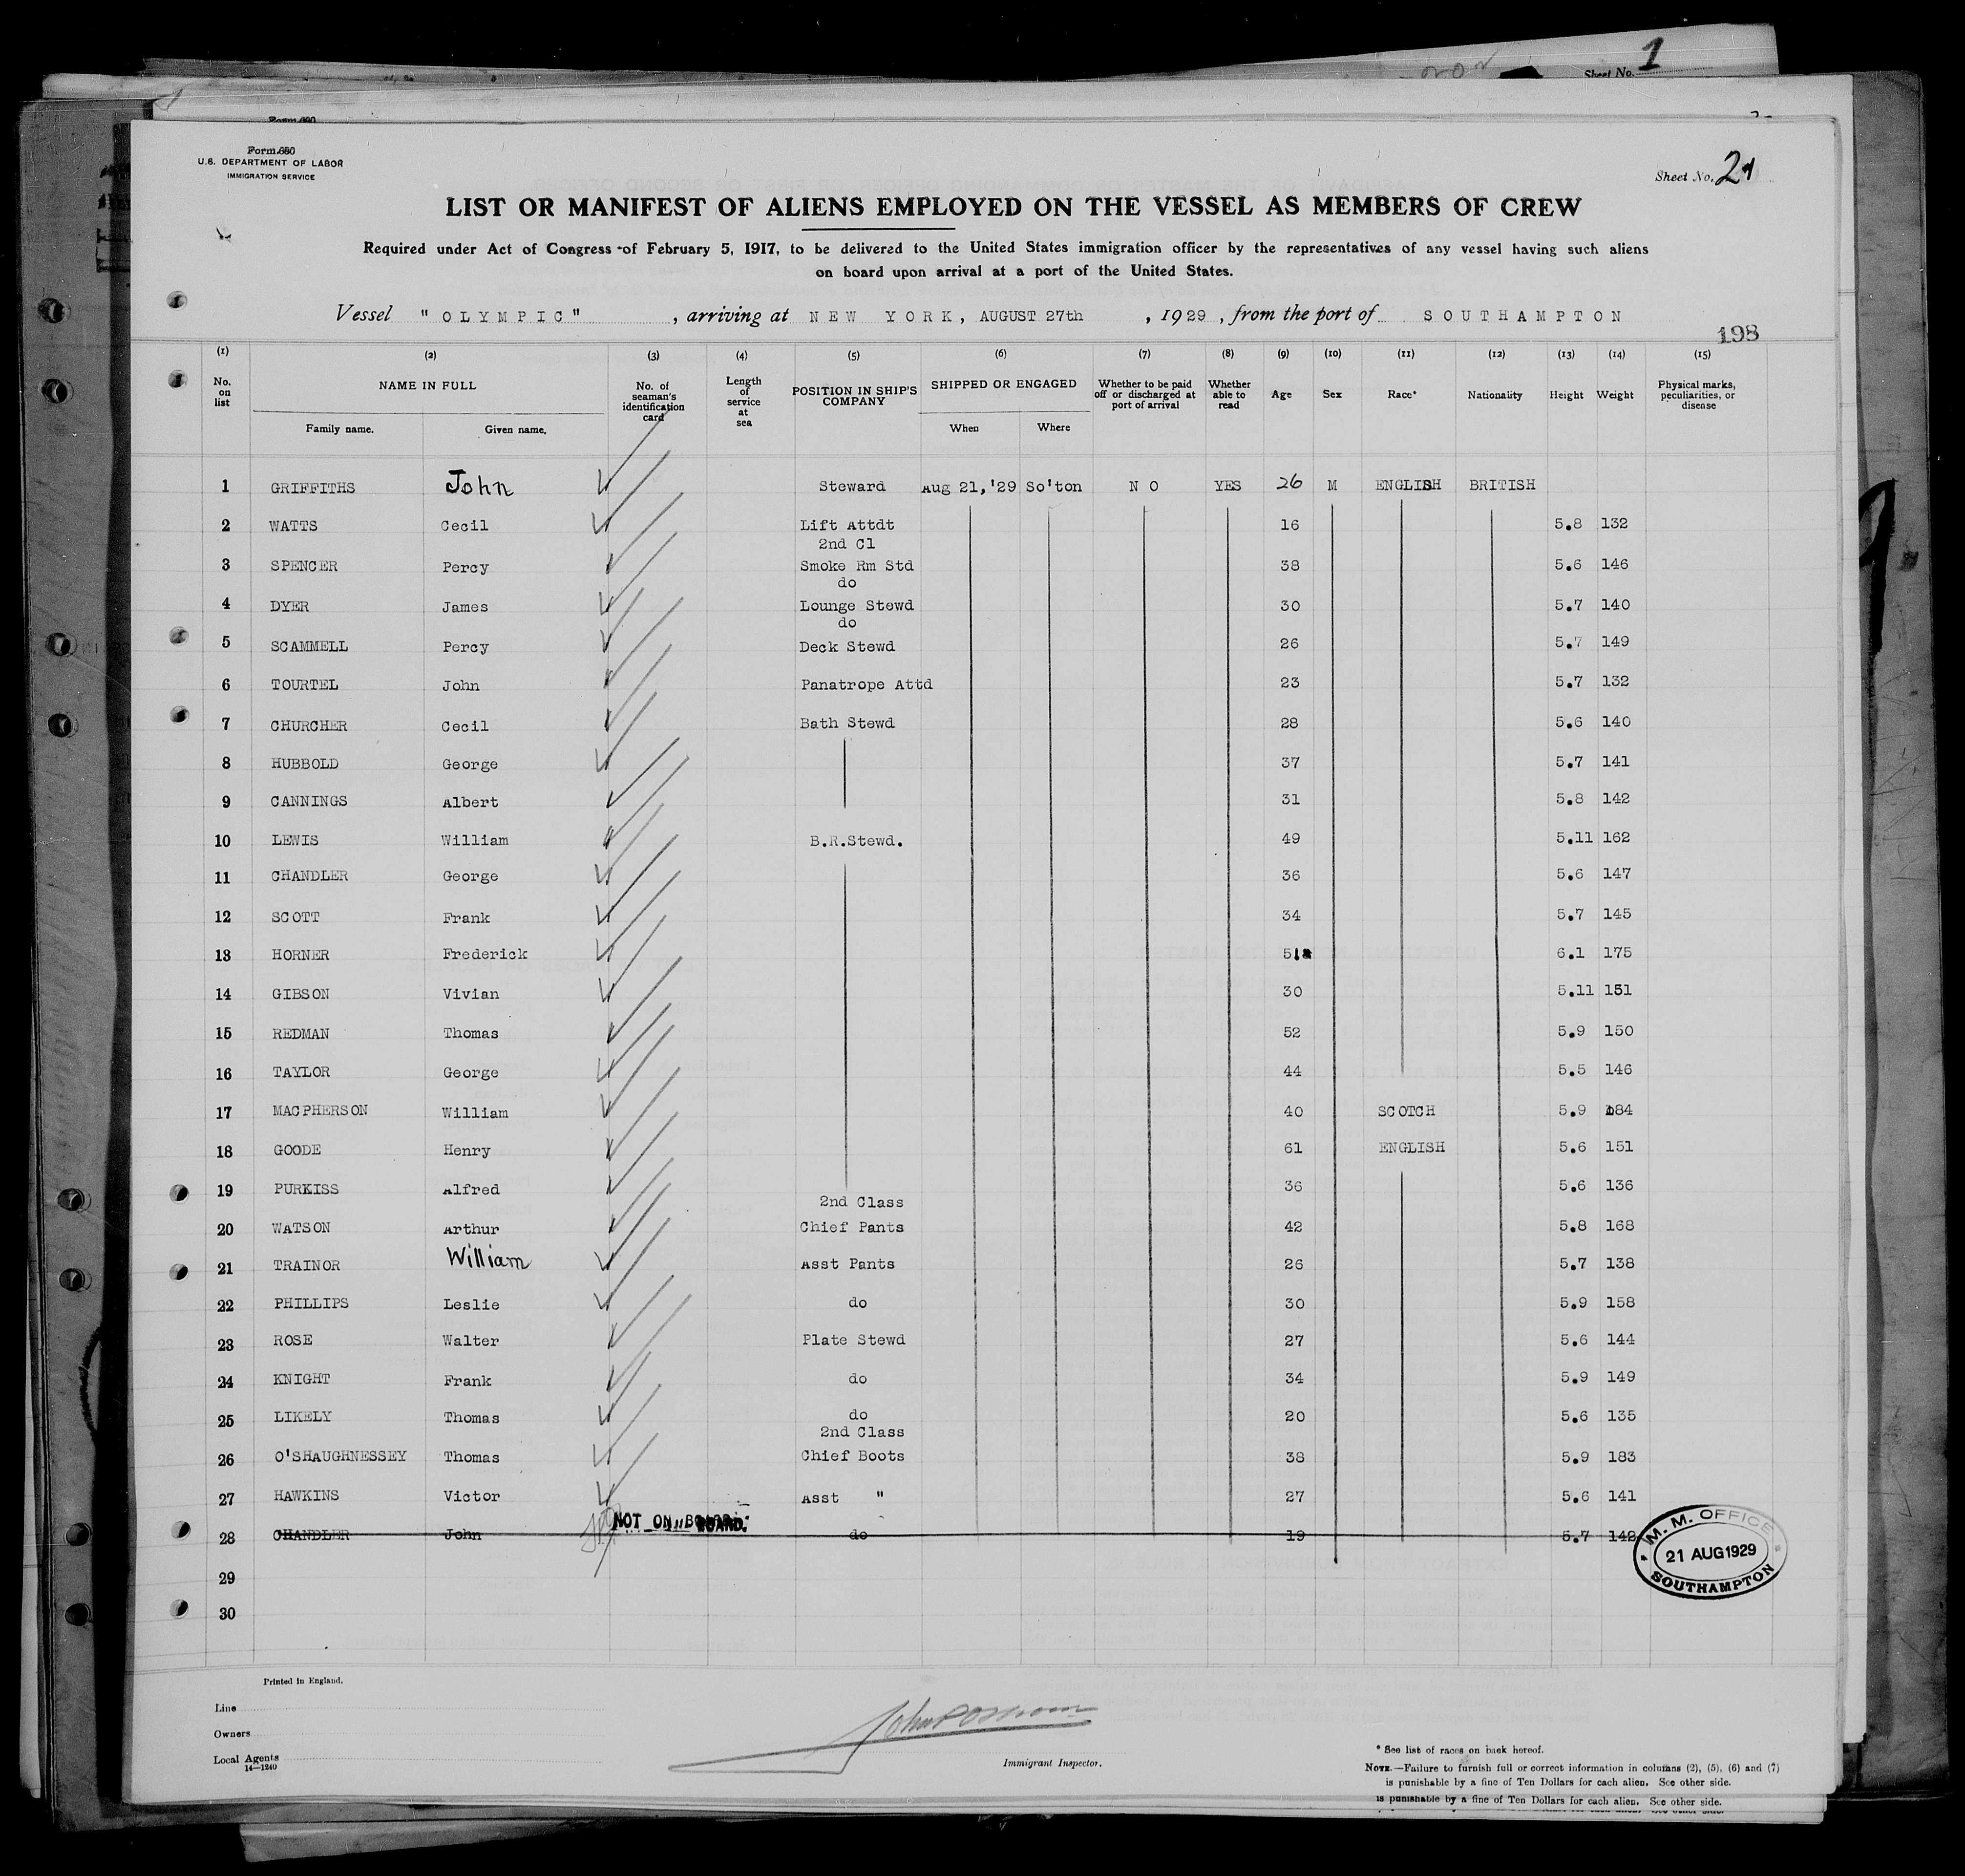 Sheet No. 1
Form 680
Form 680
U.S. DEPARTMENT OF LABOR
IMMIGRATION SERVICE
Sheet No. 2
LIST OR MANIFEST OF ALIENS EMPLOYED ON THE VESSEL AS MEMBERS OF CREW
Required under Act of Congress of February 5, 1917, to be delivered to the United States immigration officer by the representatives of any vessel having such aliens
on board upon arrival at a port of the United States.
Vessel "OLYMPIC", arriving at NEW YORK, AUGUST 27th, 1929, from the port of SOUTHAMPTON
198
(1) (2) (3) (4) (5) (6) (7) (8) (9) (10) (11) (12) (13) (14) (15)
No. on list NAME IN FULL Family name. Given name. No. of seaman's identification card Length of service at sea POSITION IN SHIP'S COMPANY SHIPPED OR ENGAGED When Where Whether to be paid off or discharged at port of arrival Whether able to read Age Sex Race* Nationality Height Weight Physical marks, peculiarities, or disease
1 GRIFFITHS John Steward Aug 21,'29 So'ton NO YES 26 M ENGLISH BRITISH
2 WATTS Cecil Lift Attdt 16 5.8 132
2nd Cl
3 SPENCER Percy Smoke Rm Std 38 5.6 146
do
4 DYER James Lounge Stewd 30 5.7 140
do
5 SCAMMELL Percy Deck Stewd 26 5.7 149
6 TOURTEL John Panatrope Attd 23 5.7 132
7 CHURCHER Cecil Bath Stewd 28 5.6 140
8 HUBBOLD George 37 5.7 141
9 CANNINGS Albert 31 5.8 142
10 LEWIS William B.R.Stewd. 49 5.11 162
11 CHANDLER George 36 5.6 147
12 SCOTT Frank 34 5.7 145
13 HORNER Frederick 51 6.1 175
14 GIBSON Vivian 30 5.11 151
15 REDMAN Thomas 52 5.9 150
16 TAYLOR George 44 5.5 146
17 MACPHERSON William 40 SCOTCH 5.9 184
18 GOODE Henry 61 ENGLISH 5.6 151
19 PURKISS Alfred 36 5.6 136
2nd Class
20 WATSON Arthur Chief Pants 42 5.8 168
21 TRAINOR William Asst Pants 26 5.7 138
22 PHILLIPS Leslie do 30 5.9 158
23 ROSE Walter Plate Stewd 27 5.6 144
24 KNIGHT Frank do 34 5.9 149
25 LIKELY Thomas do 20 5.6 135
2nd Class
26 O'SHAUGHNESSEY Thomas Chief Boots 38 5.9 183
27 HAWKINS Victor Asst " 27 5.6 141
NOT ON BOARD.
28 CHANDLER John do 19 5.7 142
29
30
M. M. OFFICE
21 AUG 1929
SOUTHAMPTON
Printed in England.
Line
Owners
Local Agents
14—1240
Immigrant Inspector.
* See list of races on back hereof.
NOTE.—Failure to furnish full or correct information in columns (2), (5), (6) and (7)
is punishable by a fine of Ten Dollars for each alien. See other side.
is punishable by a fine of Ten Dollars for each alien. See other side.